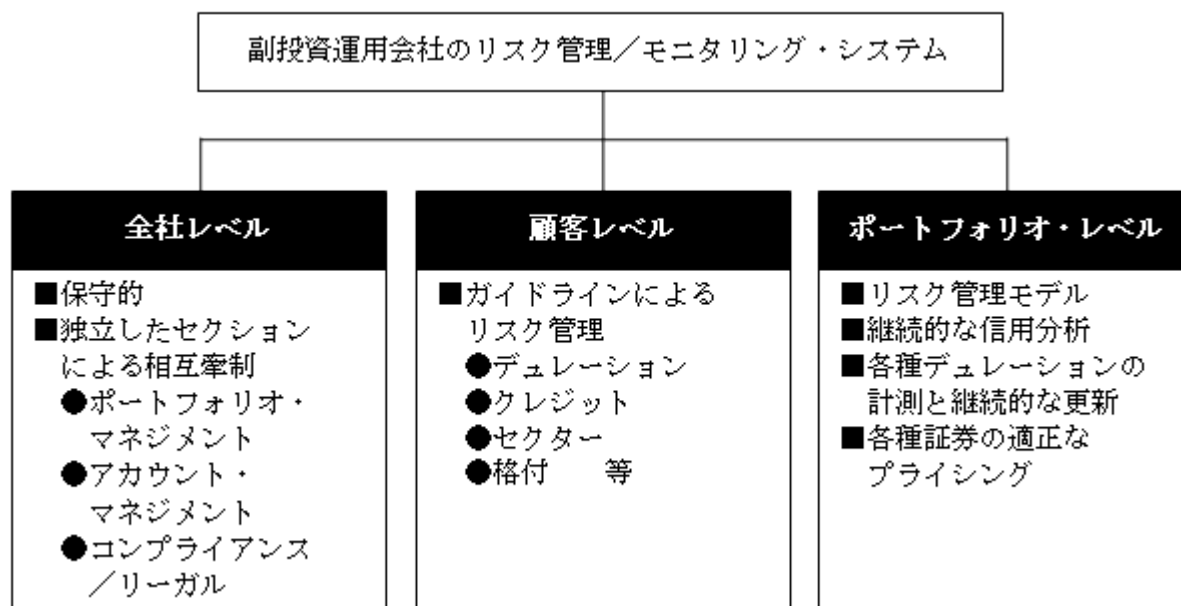 副投資運用会社のリスク管理／モニタリング・システム
全社レベル
■保守的
■独立したセクション
による相互牽制
●ポートフォリオ・
マネジメント
●アカウント・
マネジメント
●コンプライアンス
／リーガル
顧客レベル
■ガイドラインによる
リスク管理
●デュレーション
●クレジット
●セクター
●格付　　等
ポートフォリオ・レベル
■リスク管理モデル
■継続的な信用分析
■各種デュレーションの
計測と継続的な更新
■各種証券の適正な
プライシング